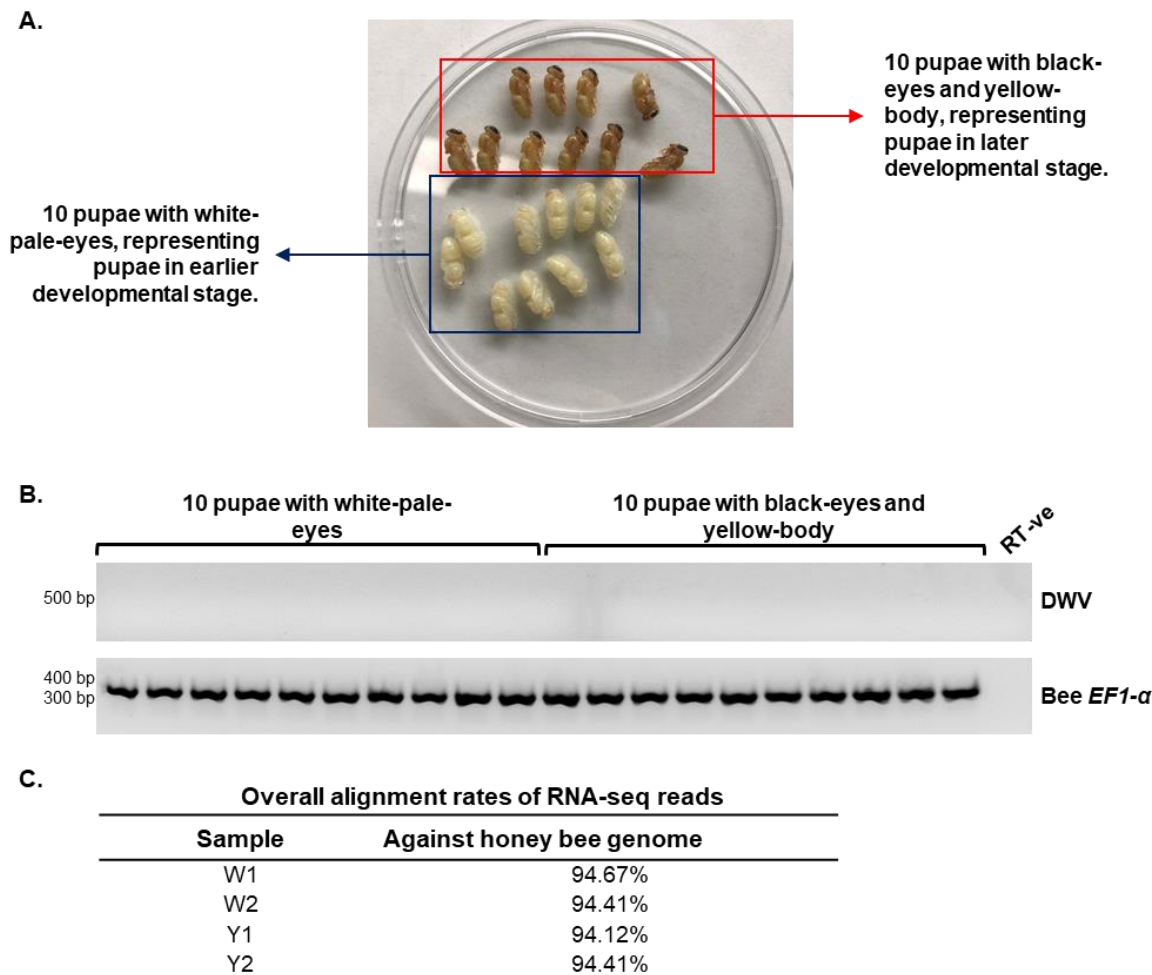 A.
10 pupae with black-
eyes and yellow-
body, representing
pupae in later
developmental stage.
10 pupae with white-
pale-eyes, representing
pupae in earlier
developmental stage.
B.
10 pupae with white-pale-
eyes
10 pupae with black-eyes and
yellow-body
RT-ve
500 bp
DWV
400 bp
300 bp
Bee EF1-α
C.
Overall alignment rates of RNA-seq reads
Sample Against honey bee genome
W1 94.67%
W2 94.41%
Y1 94.12%
Y2 94.41%